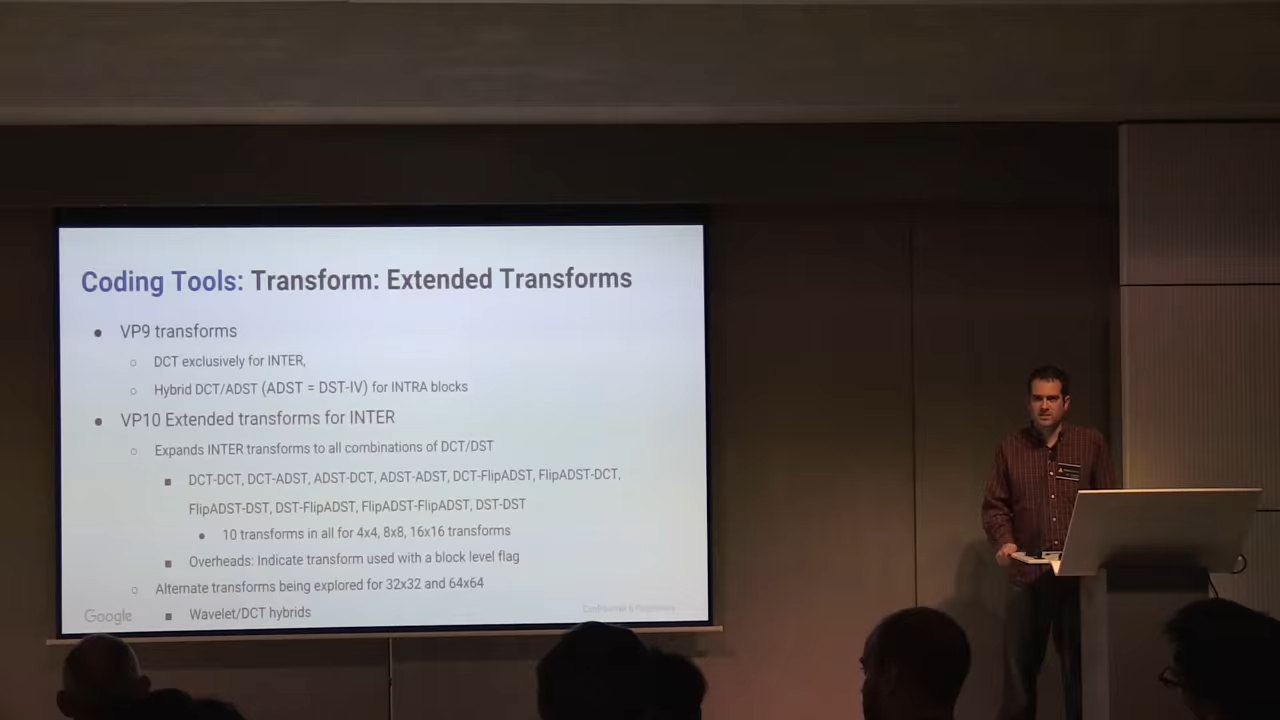 Coding Tools: Transform: Extended Transforms
● VP9 transforms
○ DCT exclusively for INTER,
○ Hybrid DCT/ADST (ADST = DST-IV) for INTRA blocks
● VP10 Extended transforms for INTER
○ Expands INTER transforms to all combinations of DCT/DST
■ DCT-DCT, DCT-ADST, ADST-DCT, ADST-ADST, DCT-FlipADST, FlipADST-DCT,
FlipADST-DST, DST-FlipADST, FlipADST-FlipADST, DST-DST
● 10 transforms in all for 4x4, 8x8, 16x16 transforms
■ Overheads: Indicate transform used with a block level flag
○ Alternate transforms being explored for 32x32 and 64x64
■ Wavelet/DCT hybrids
Google
Confidential & Proprietary